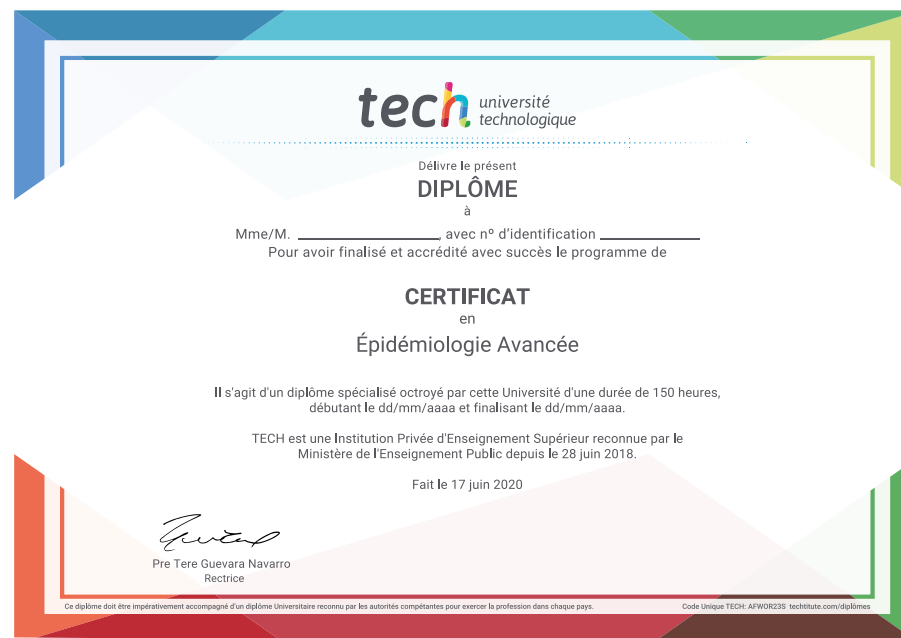 tech université
technologique
Délivre le présent
DIPLÔME
à
Mme/M. ____________________, avec nº d'identification ______________
Pour avoir finalisé et accrédité avec succès le programme de
CERTIFICAT
en
Épidémiologie Avancée
Il s'agit d'un diplôme spécialisé octroyé par cette Université d'une durée de 150 heures,
débutant le dd/mm/aaaa et finalisant le dd/mm/aaaa.
TECH est une Institution Privée d'Enseignement Supérieur reconnue par le
Ministère de l'Enseignement Public depuis le 28 juin 2018.
Fait le 17 juin 2020
Pre Tere Guevara Navarro
Rectrice
Ce diplôme doit être impérativement accompagné d'un diplôme Universitaire reconnu par les autorités compétentes pour exercer la profession dans chaque pays.
Code Unique TECH: AFWOR23S techtitute.com/diplômes